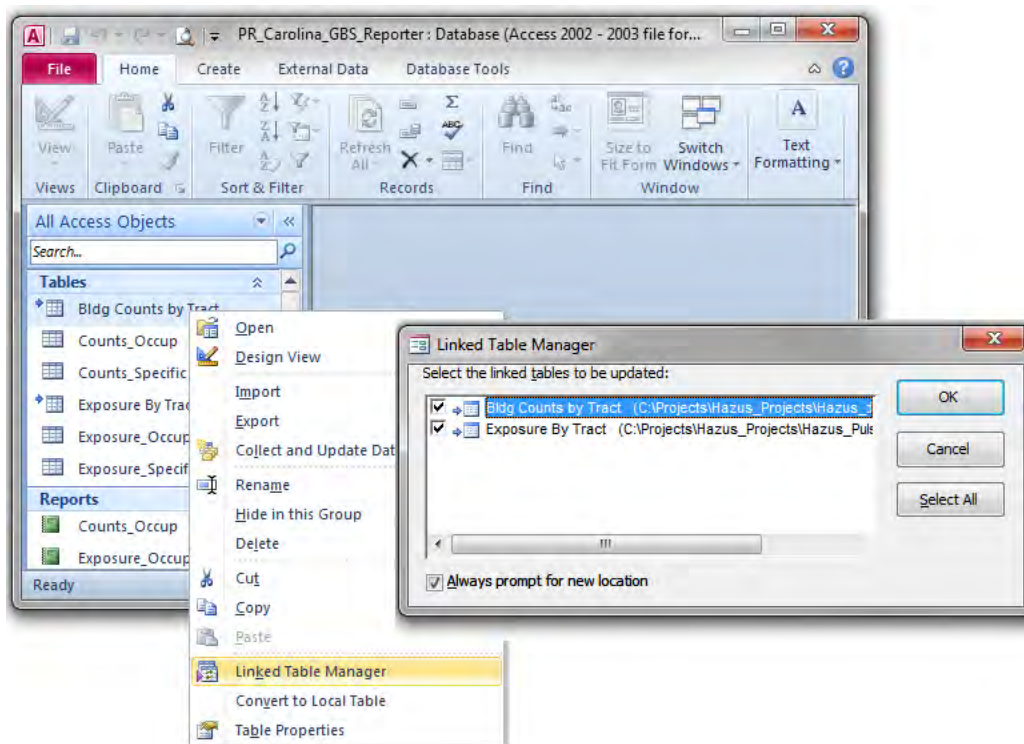 A PR_Carolina_GBS_Reporter : Database (Access 2002 - 2003 file for...
File Home Create External Data Database Tools
View Paste Filter Refresh All Find Size to Fit Form Switch Windows Text Formatting
Views Clipboard Sort & Filter Records Find Window
All Access Objects
Search...
Tables
Bldg Counts by Tract
Counts_Occup
Counts_Specific
Exposure By Trac
Exposure_Occup
Exposure_Specif
Reports
Counts_Occup
Exposure_Occup
Ready
Open
Design View
Import
Export
Collect and Update Dat
Rename
Hide in this Group
Delete
Cut
Copy
Paste
Linked Table Manager
Convert to Local Table
Table Properties
Linked Table Manager
Select the linked tables to be updated:
Bldg Counts by Tract (C:\Projects\Hazus_Projects\Hazus_
Exposure By Tract (C:\Projects\Hazus_Projects\Hazus_Puls
Always prompt for new location
OK
Cancel
Select All